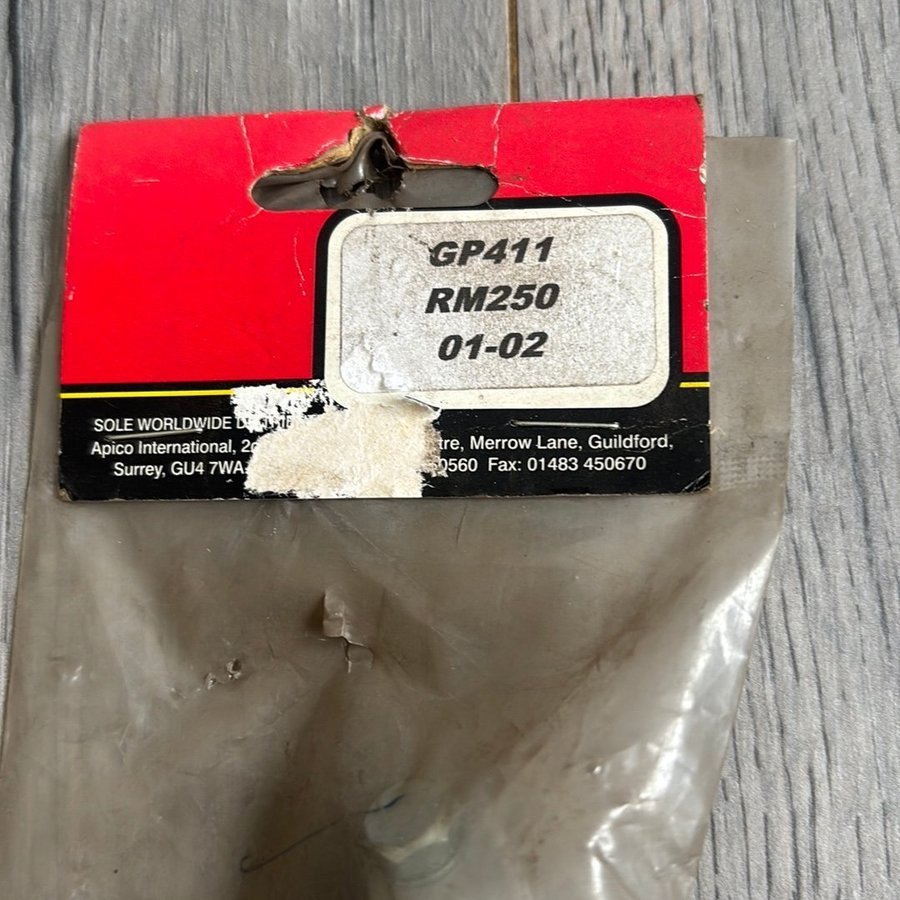 GP411
RM250
01-02
SOLE WORLDWIDE
Apico International, tre, Merrow Lane, Guildford,
Surrey, GU4 7WA 0560 Fax: 01483 450670